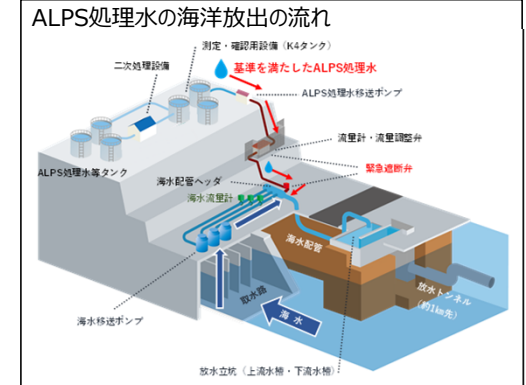 ALPS処理水の海洋放出の流れ
測定・確認用設備（K4タンク）
二次処理設備
基準を満たしたALPS処理水
ALPS処理水移送ポンプ
流量計・流量調整弁
ALPS処理水等タンク
緊急遮断弁
海水配管ヘッダ
海水流量計
海水配管
放水トンネル
（約1km先）
取水路
海水
海水移送ポンプ
放水立坑（上流水槽・下流水槽）